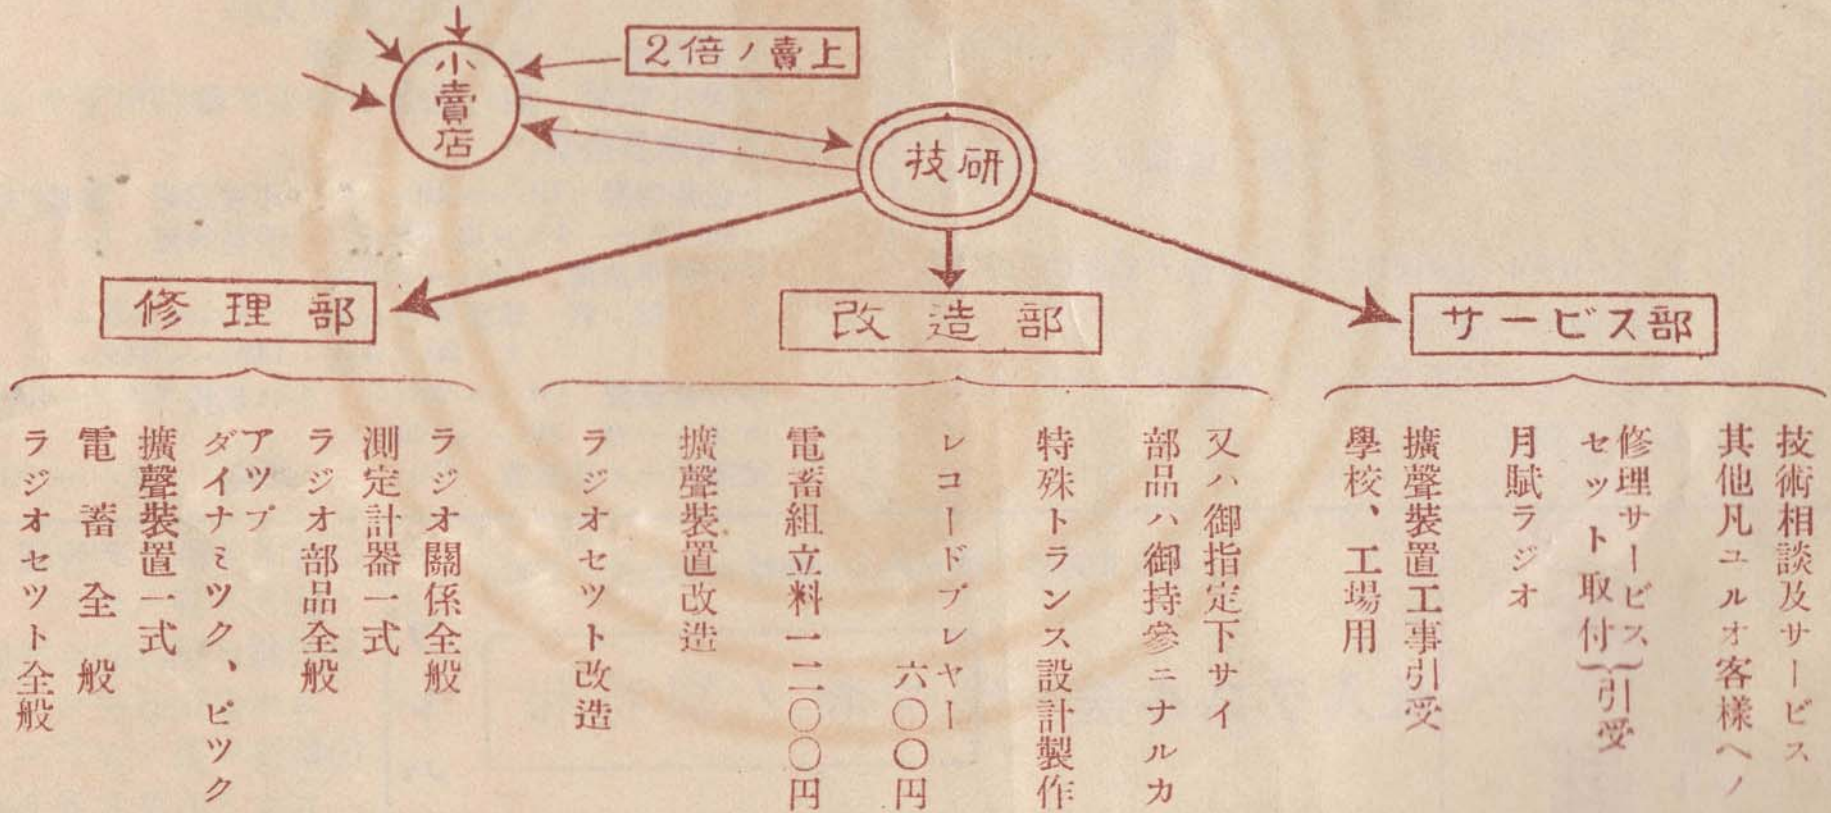 2倍ノ賣上
小賣店
技研
修理部
改造部
サービス部
技術相談及サービス
其他凡ユルオ客様ヘノ
修理サービス
セット取付
引受
月賦ラジオ
擴聲裝置工事引受
學校、工場用
又ハ御指定下サイ
部品ハ御持參ニナルカ
特殊トランス設計製作
レコードプレヤー
六〇〇円
電蓄組立料一二〇〇円
擴聲裝置改造
ラジオセツト改造
ラジオ關係全般
測定計器一式
ラジオ部品全般
アツプ
ダイナミツク、ピツク
擴聲裝置一式
電蓄全般
ラジオセツト全般